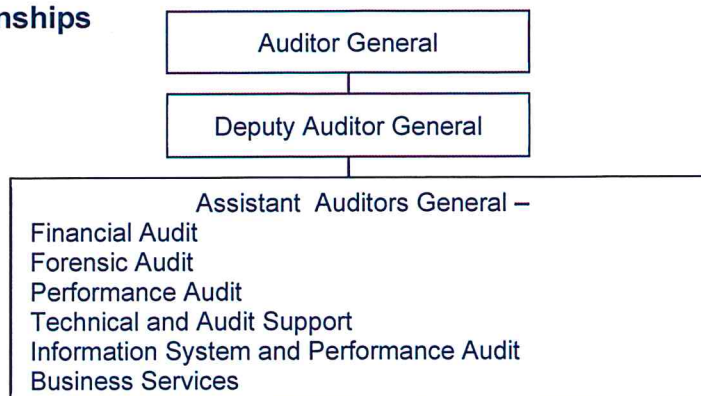 nships
Auditor General
Deputy Auditor General
Assistant Auditors General –
Financial Audit
Forensic Audit
Performance Audit
Technical and Audit Support
Information System and Performance Audit
Business Services